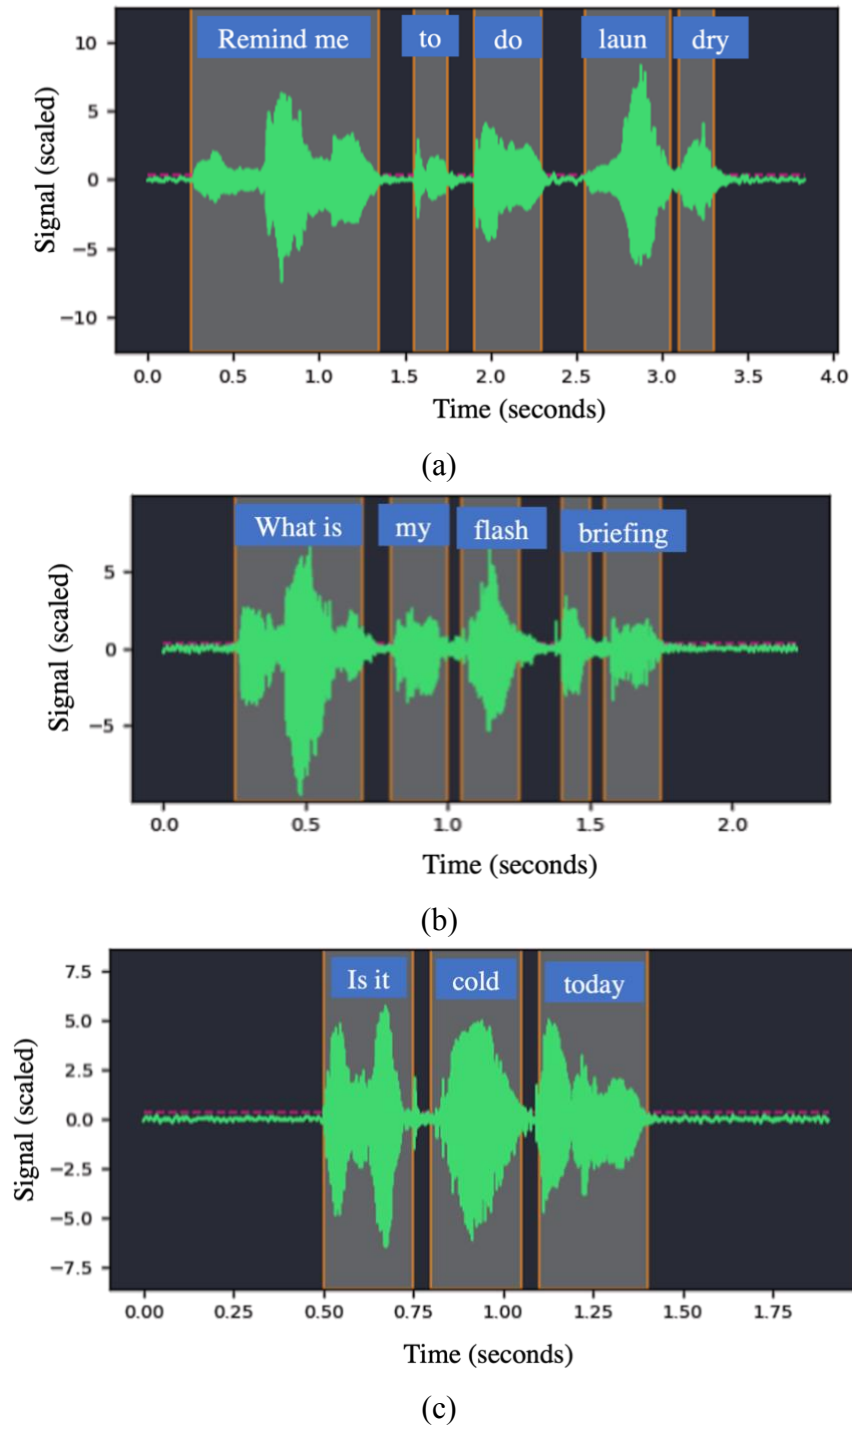 Remind me to do laun dry
10
5
0
−5
−10
Signal (scaled)
0.0 0.5 1.0 1.5 2.0 2.5 3.0 3.5 4.0
Time (seconds)
(a)
What is my flash briefing
5
0
−5
Signal (scaled)
0.0 0.5 1.0 1.5 2.0
Time (seconds)
(b)
Is it cold today
7.5
5.0
2.5
0.0
−2.5
−5.0
−7.5
Signal (scaled)
0.00 0.25 0.50 0.75 1.00 1.25 1.50 1.75
Time (seconds)
(c)